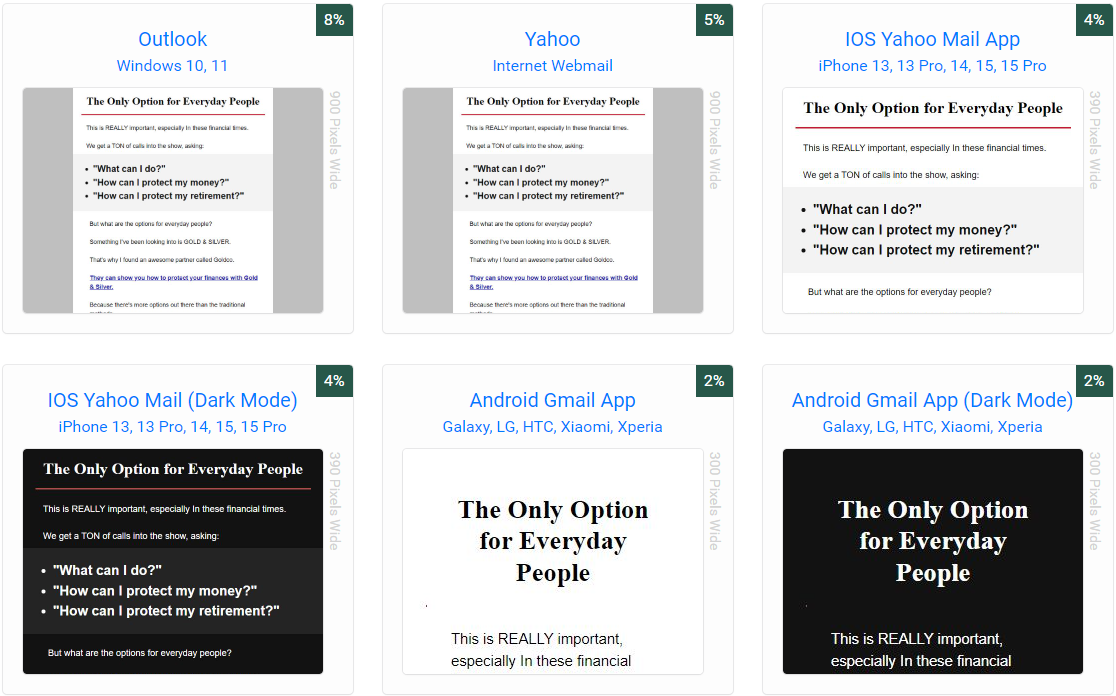 8%
Outlook
Windows 10, 11
The Only Option for Everyday People
This is REALLY important, especially In these financial times.
We get a TON of calls into the show, asking:
• "What can I do?"
• "How can I protect my money?"
• "How can I protect my retirement?"
But what are the options for everyday people?
Something I've been looking into is GOLD & SILVER.
That's why I found an awesome partner called Goldco.
They can show you how to protect your finances with Gold
& Silver.
Because there's more options out there than the traditional
900 Pixels Wide
5%
Yahoo
Internet Webmail
The Only Option for Everyday People
This is REALLY important, especially In these financial times.
We get a TON of calls into the show, asking:
• "What can I do?"
• "How can I protect my money?"
• "How can I protect my retirement?"
But what are the options for everyday people?
Something I've been looking into is GOLD & SILVER.
That's why I found an awesome partner called Goldco.
They can show you how to protect your finances with Gold
& Silver.
Because there's more options out there than the traditional
900 Pixels Wide
4%
IOS Yahoo Mail App
iPhone 13, 13 Pro, 14, 15, 15 Pro
The Only Option for Everyday People
This is REALLY important, especially In these financial times.
We get a TON of calls into the show, asking:
• "What can I do?"
• "How can I protect my money?"
• "How can I protect my retirement?"
But what are the options for everyday people?
390 Pixels Wide
4%
IOS Yahoo Mail (Dark Mode)
iPhone 13, 13 Pro, 14, 15, 15 Pro
The Only Option for Everyday People
This is REALLY important, especially In these financial times.
We get a TON of calls into the show, asking:
• "What can I do?"
• "How can I protect my money?"
• "How can I protect my retirement?"
But what are the options for everyday people?
390 Pixels Wide
2%
Android Gmail App
Galaxy, LG, HTC, Xiaomi, Xperia
The Only Option
for Everyday
People
This is REALLY important,
especially In these financial
300 Pixels Wide
2%
Android Gmail App (Dark Mode)
Galaxy, LG, HTC, Xiaomi, Xperia
The Only Option
for Everyday
People
This is REALLY important,
especially In these financial
300 Pixels Wide